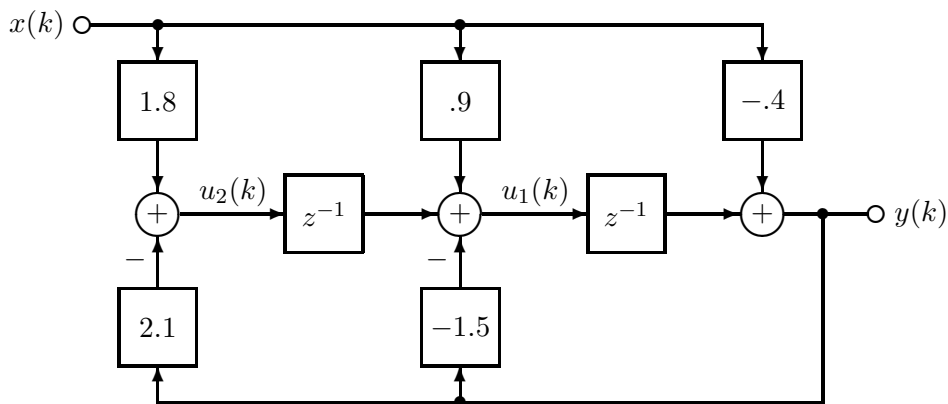 x(k)
1.8
.9
−.4
u₂(k)
u₁(k)
+
z⁻¹
+
z⁻¹
+
y(k)
−
−
2.1
−1.5